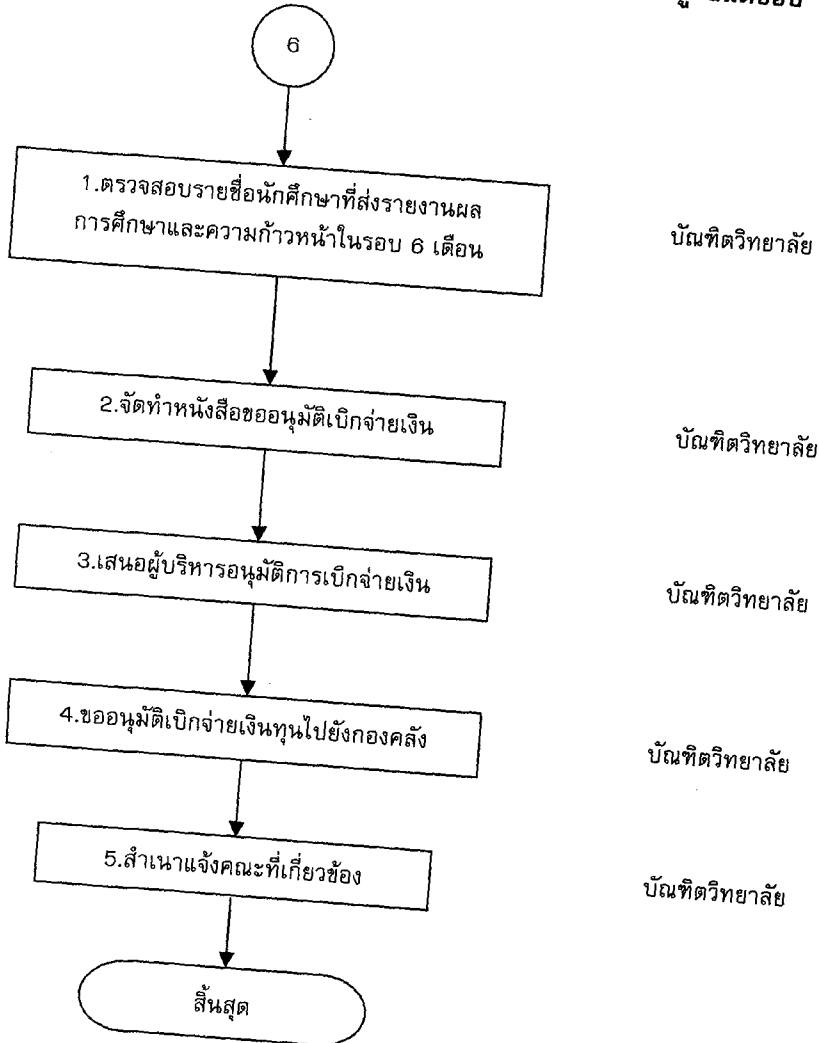 6
1.ตรวจสอบรายชื่อนักศึกษาที่ส่งรายงานผล
การศึกษาและความก้าวหน้าในรอบ 6 เดือน
บัณฑิตวิทยาลัย
2.จัดทำหนังสือขออนุมัติเบิกจ่ายเงิน
บัณฑิตวิทยาลัย
3.เสนอผู้บริหารอนุมัติการเบิกจ่ายเงิน
บัณฑิตวิทยาลัย
4.ขออนุมัติเบิกจ่ายเงินทุนไปยังกองคลัง
บัณฑิตวิทยาลัย
5.สำเนาแจ้งคณะที่เกี่ยวข้อง
บัณฑิตวิทยาลัย
สิ้นสุด